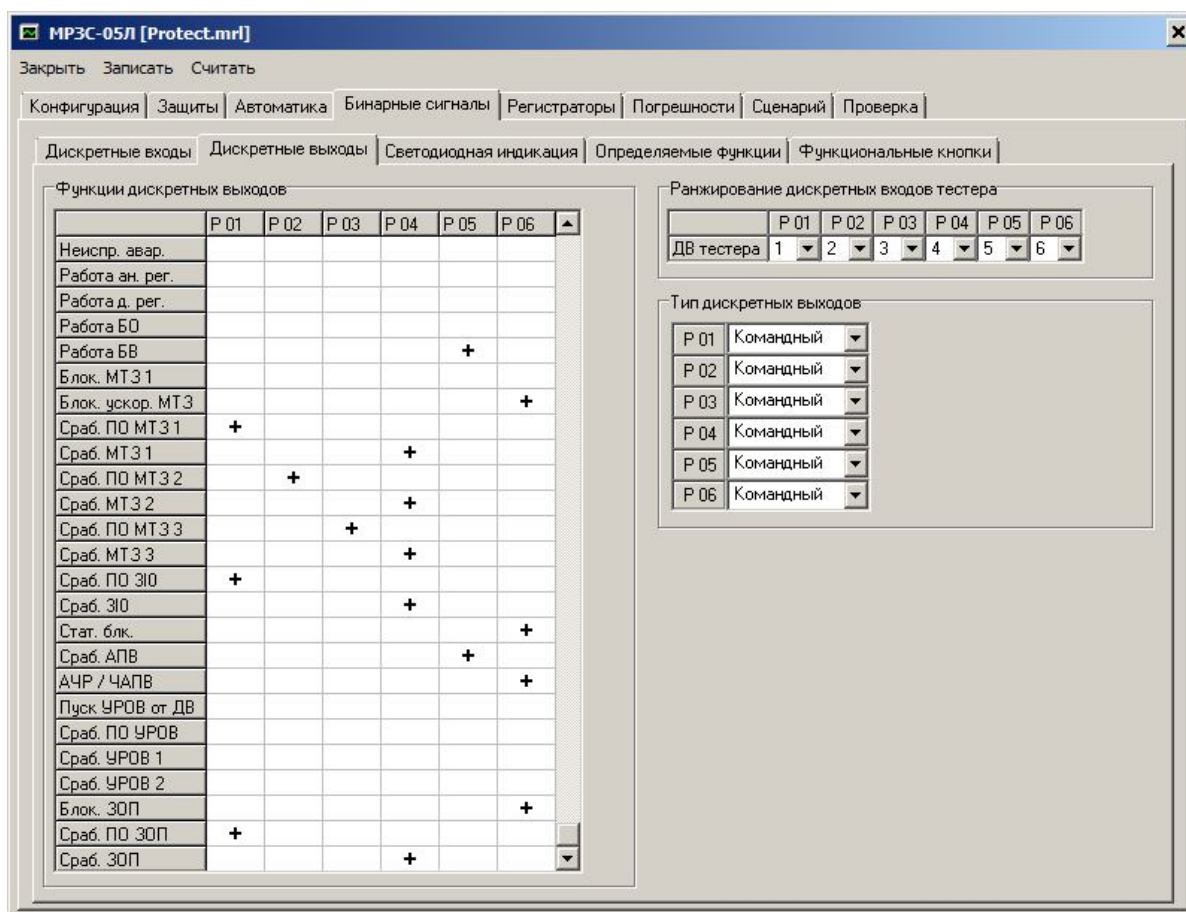 МРЗС-05Л [Protect.mrl]
Закрыть Записать Считать
Конфигурация Защиты Автоматика Бинарные сигналы Регистраторы Погрешности Сценарий Проверка
Дискретные входы Дискретные выходы Светодиодная индикация Определяемые функции Функциональные кнопки
Функции дискретных выходов
P 01 P 02 P 03 P 04 P 05 P 06
Неиспр. авар.
Работа ан. рег.
Работа д. рег.
Работа БО
Работа БВ +
Блок. МТЗ 1
Блок. ускор. МТЗ +
Сраб. ПО МТЗ 1 +
Сраб. МТЗ 1 +
Сраб. ПО МТЗ 2 +
Сраб. МТЗ 2 +
Сраб. ПО МТЗ 3 +
Сраб. МТЗ 3 +
Сраб. ПО 3I0 +
Сраб. 3I0 +
Стат. блк. +
Сраб. АПВ +
АЧР / ЧАПВ +
Пуск УРОВ от ДВ
Сраб. ПО УРОВ
Сраб. УРОВ 1
Сраб. УРОВ 2
Блок. ЗОП +
Сраб. ПО ЗОП +
Сраб. ЗОП +
Ранжирование дискретных входов тестера
P 01 P 02 P 03 P 04 P 05 P 06
ДВ тестера 1 2 3 4 5 6
Тип дискретных выходов
P 01 Командный
P 02 Командный
P 03 Командный
P 04 Командный
P 05 Командный
P 06 Командный